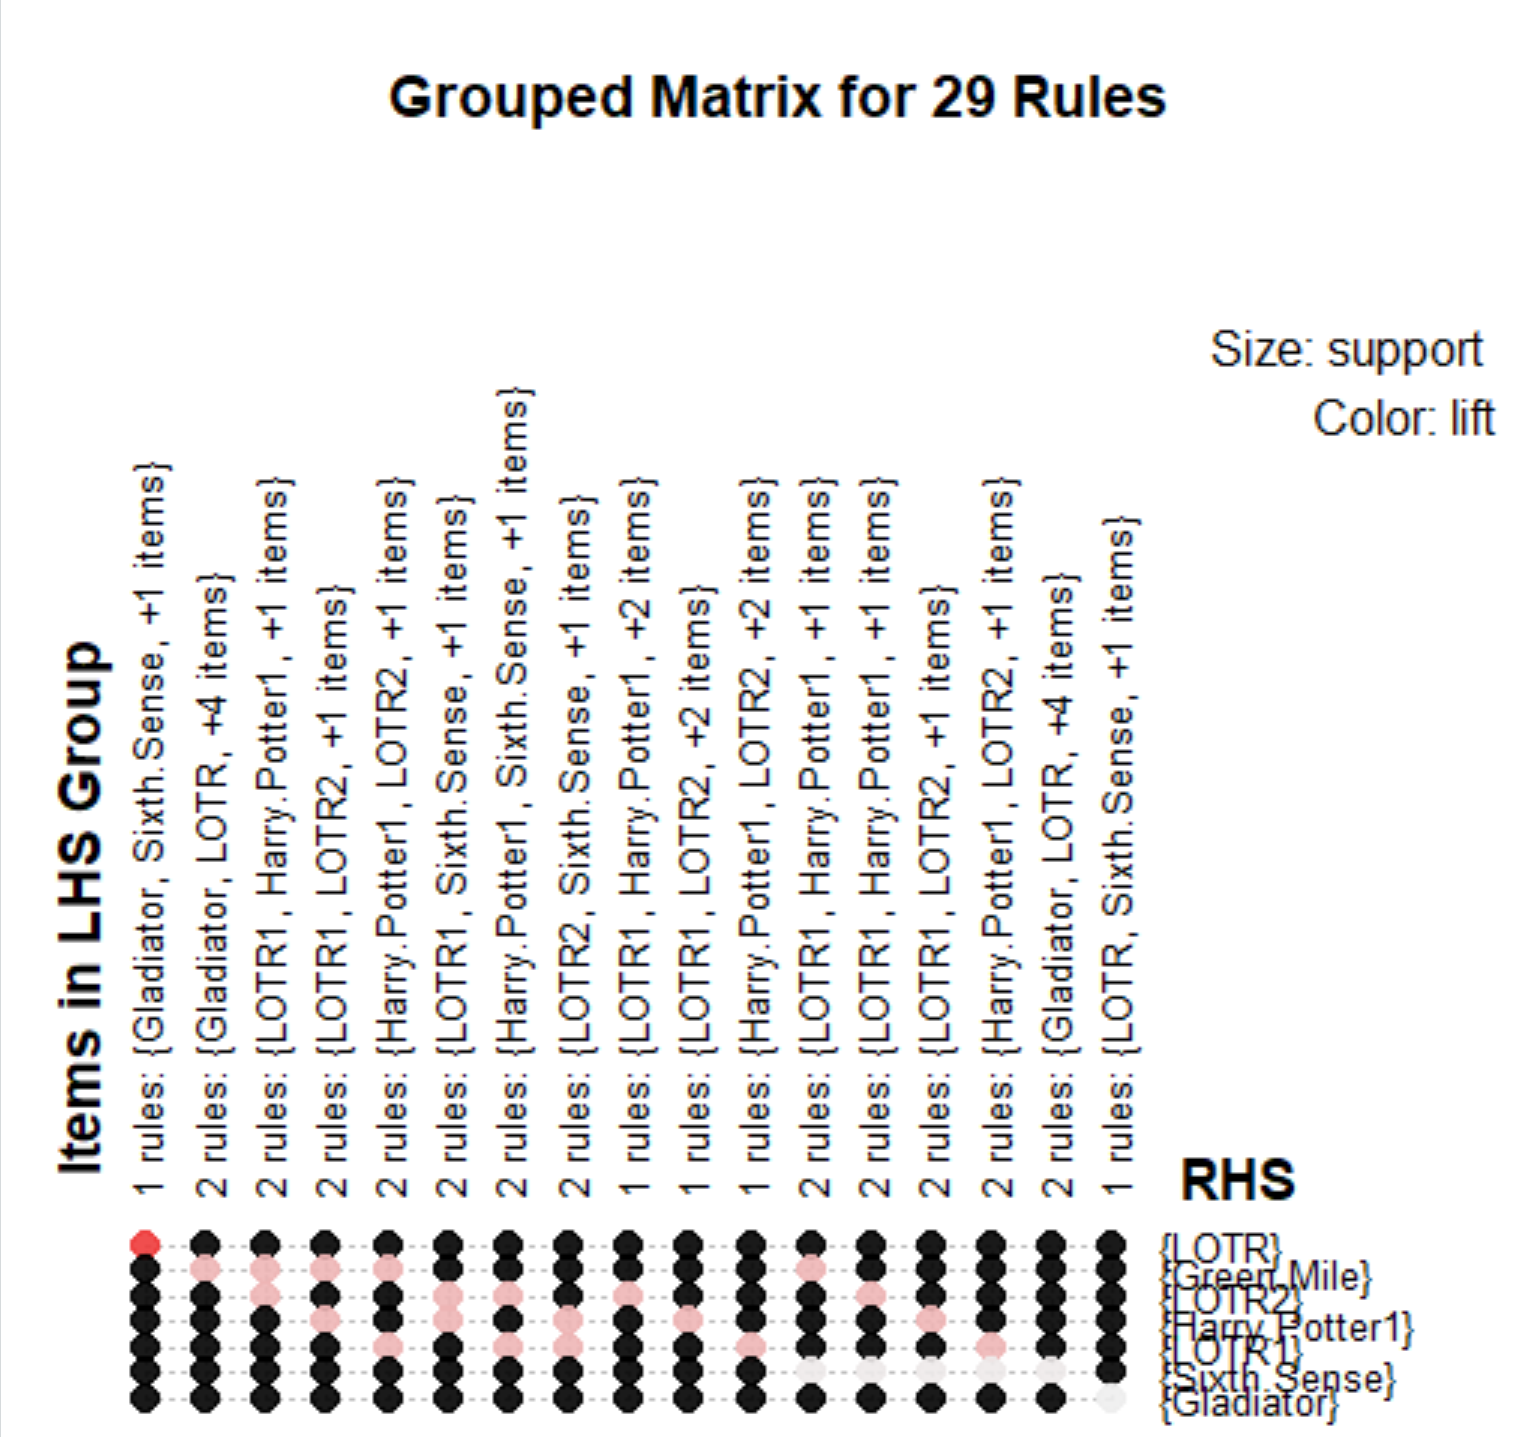 Grouped Matrix for 29 Rules
Size: support
Color: lift
Items in LHS Group
1 rules: {Gladiator, Sixth.Sense, +1 items}
2 rules: {Gladiator, LOTR, +4 items}
2 rules: {LOTR1, Harry.Potter1, +1 items}
2 rules: {LOTR1, LOTR2, +1 items}
2 rules: {Harry.Potter1, LOTR2, +1 items}
2 rules: {LOTR1, Sixth.Sense, +1 items}
2 rules: {Harry.Potter1, Sixth.Sense, +1 items}
2 rules: {LOTR2, Sixth.Sense, +1 items}
1 rules: {LOTR1, Harry.Potter1, +2 items}
1 rules: {LOTR1, LOTR2, +2 items}
1 rules: {Harry.Potter1, LOTR2, +2 items}
2 rules: {LOTR1, Harry.Potter1, +1 items}
2 rules: {LOTR1, Harry.Potter1, +1 items}
2 rules: {LOTR1, LOTR2, +1 items}
2 rules: {Harry.Potter1, LOTR2, +1 items}
2 rules: {Gladiator, LOTR, +4 items}
1 rules: {LOTR, Sixth.Sense, +1 items}
RHS
{LOTR}
{Green.Mile}
{LOTR2}
{Harry.Potter1}
{LOTR1}
{Sixth.Sense}
{Gladiator}